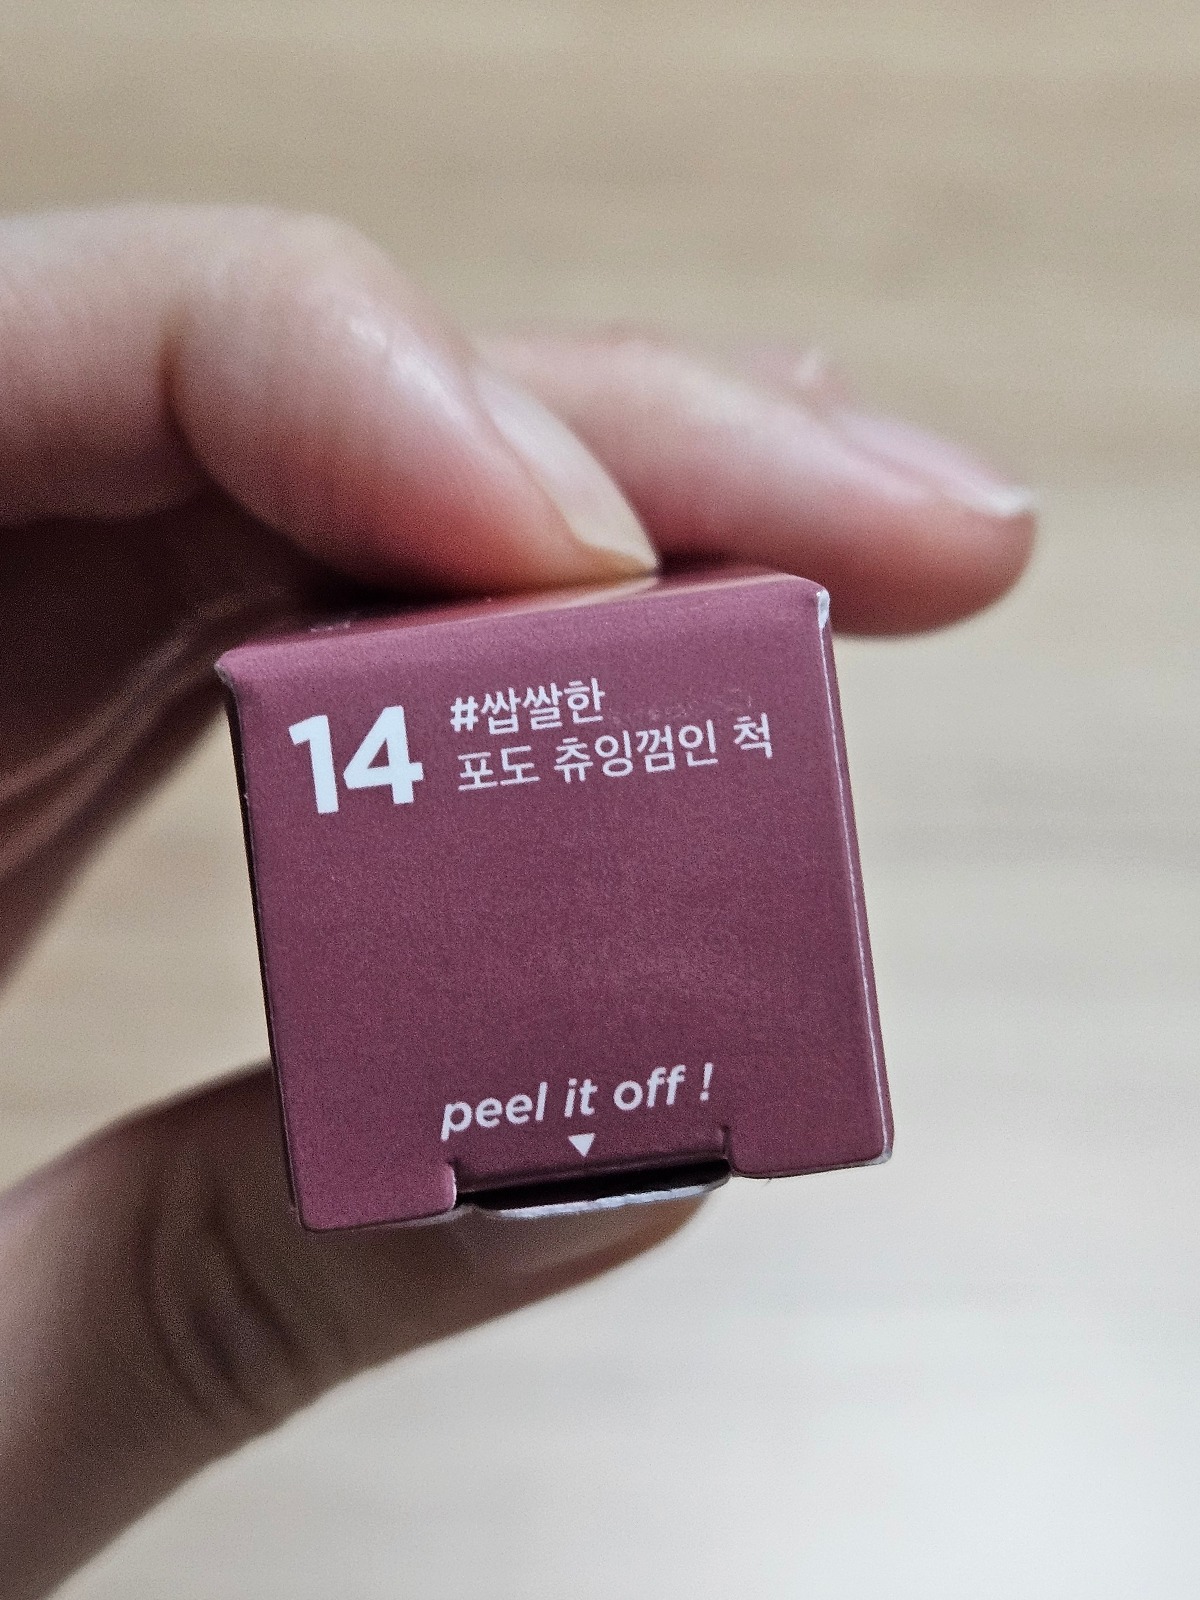 14
#쌉쌀한
포도 츄잉껌인 척
peel it off !